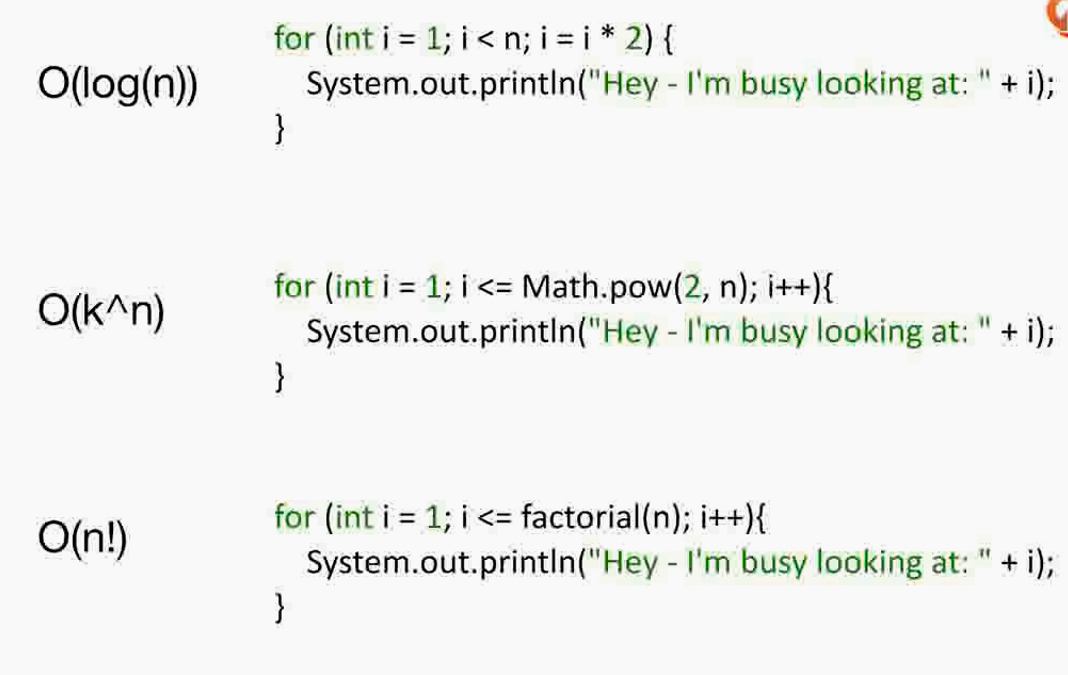 for (int i = 1; i < n; i = i * 2) {
O(log(n))
System.out.println("Hey - I'm busy looking at: " + i);
}
for (int i = 1; i <= Math.pow(2, n); i++){
O(k^n)
System.out.println("Hey - I'm busy looking at: " + i);
}
for (int i = 1; i <= factorial(n); i++){
O(n!)
System.out.println("Hey - I'm busy looking at: " + i);
}